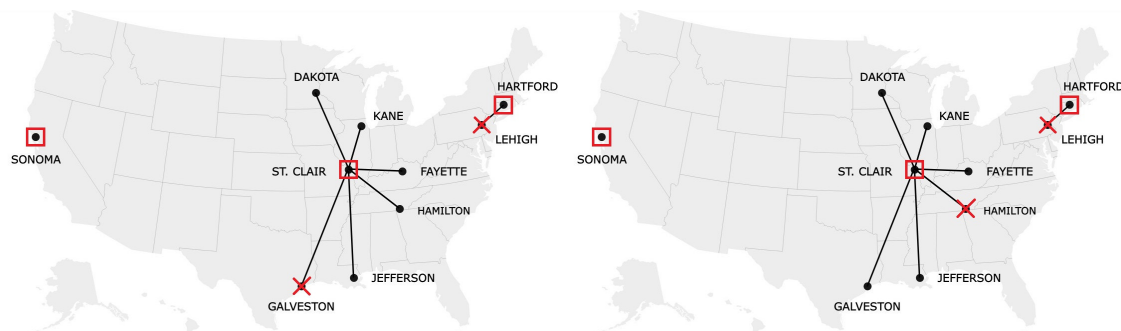 DAKOTA
HARTFORD
KANE
LEHIGH
SONOMA
ST. CLAIR
FAYETTE
HAMILTON
JEFFERSON
GALVESTON
DAKOTA
HARTFORD
KANE
LEHIGH
SONOMA
ST. CLAIR
FAYETTE
HAMILTON
JEFFERSON
GALVESTON